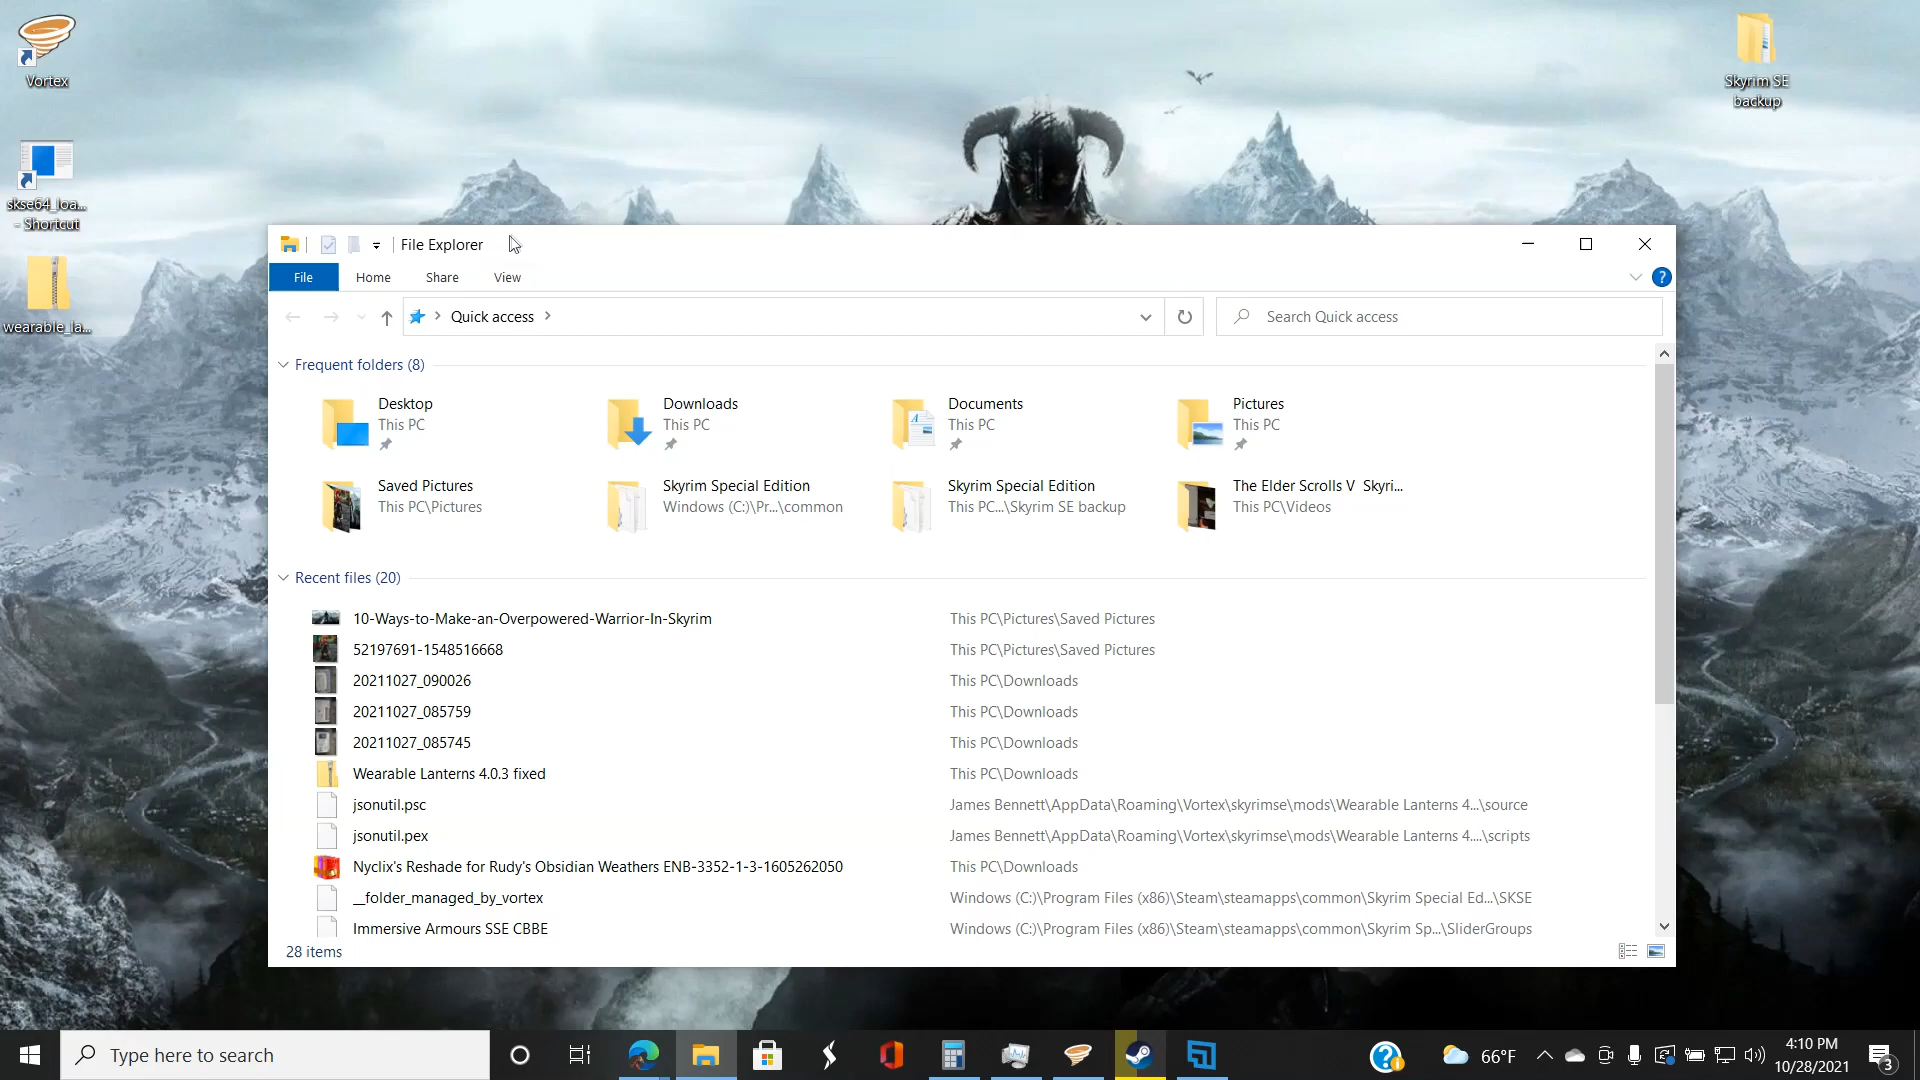 Vortex
skse64_loa...
- Shortcut
wearable_la...
Skyrim SE
backup
File Explorer
File
Home
Share
View
?
Quick access
Search Quick access
Frequent folders (8)
Desktop
This PC
Downloads
This PC
Documents
This PC
Pictures
This PC
Saved Pictures
This PC\Pictures
Skyrim Special Edition
Windows (C:)\Pr...\common
Skyrim Special Edition
This PC...\Skyrim SE backup
The Elder Scrolls V  Skyri...
This PC\Videos
Recent files (20)
10-Ways-to-Make-an-Overpowered-Warrior-In-Skyrim
This PC\Pictures\Saved Pictures
52197691-1548516668
This PC\Pictures\Saved Pictures
20211027_090026
This PC\Downloads
20211027_085759
This PC\Downloads
20211027_085745
This PC\Downloads
Wearable Lanterns 4.0.3 fixed
This PC\Downloads
jsonutil.psc
James Bennett\AppData\Roaming\Vortex\skyrimse\mods\Wearable Lanterns 4...\source
jsonutil.pex
James Bennett\AppData\Roaming\Vortex\skyrimse\mods\Wearable Lanterns 4....\scripts
Nyclix's Reshade for Rudy's Obsidian Weathers ENB-3352-1-3-1605262050
This PC\Downloads
__folder_managed_by_vortex
Windows (C:)\Program Files (x86)\Steam\steamapps\common\Skyrim Special Ed...\SKSE
Immersive Armours SSE CBBE
Windows (C:)\Program Files (x86)\Steam\steamapps\common\Skyrim Sp...\SliderGroups
28 items
Type here to search
66°F
4:10 PM
10/28/2021
3